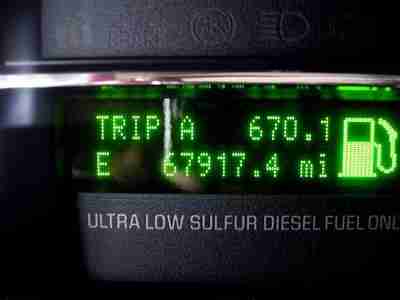 TRIP A 670.1
E 67917.4 mi
ULTRA LOW SULFUR DIESEL FUEL ONL